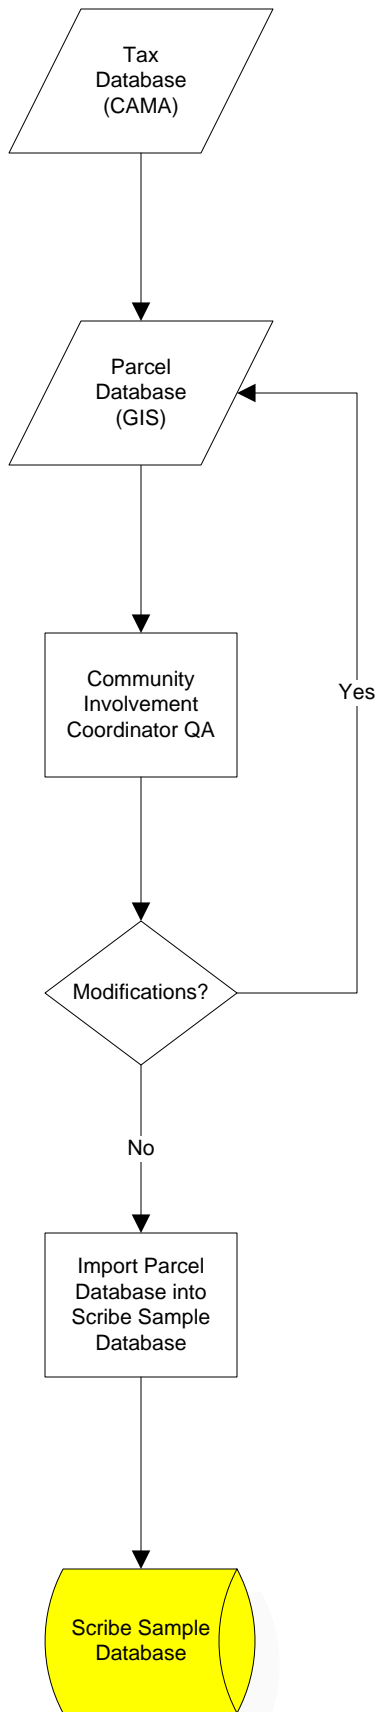 Tax
Database
(CAMA)
Parcel
Database
(GIS)
Community
Involvement
Coordinator QA
Yes
Modifications?
No
Import Parcel
Database into
Scribe Sample
Database
Scribe Sample
Database